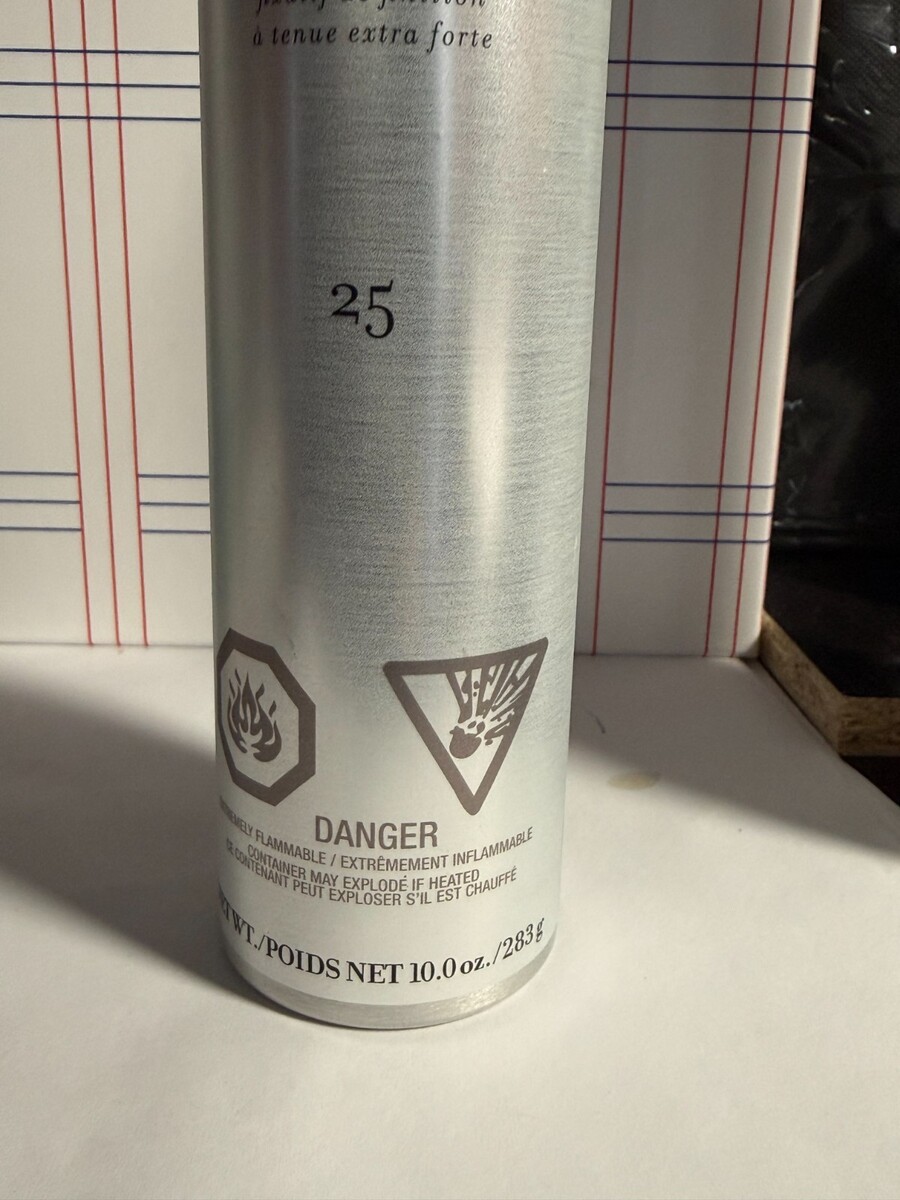 à tenue extra forte
25
DANGER
FLAMMABLE / EXTRÊMEMENT INFLAMMABLE
CONTAINER MAY EXPLODE IF HEATED
CE CONTENANT PEUT EXPLOSER S'IL EST CHAUFFÉ
WT./POIDS NET 10.0 oz./283 g